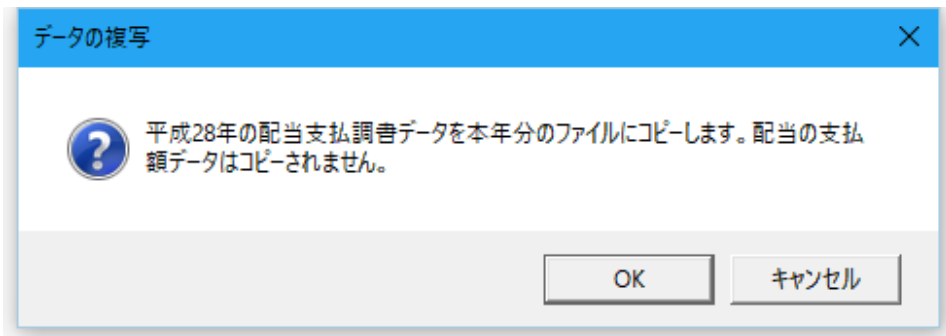 データの複写
平成28年の配当支払調書データを本年分のファイルにコピーします。配当の支払
額データはコピーされません。
OK
キャンセル